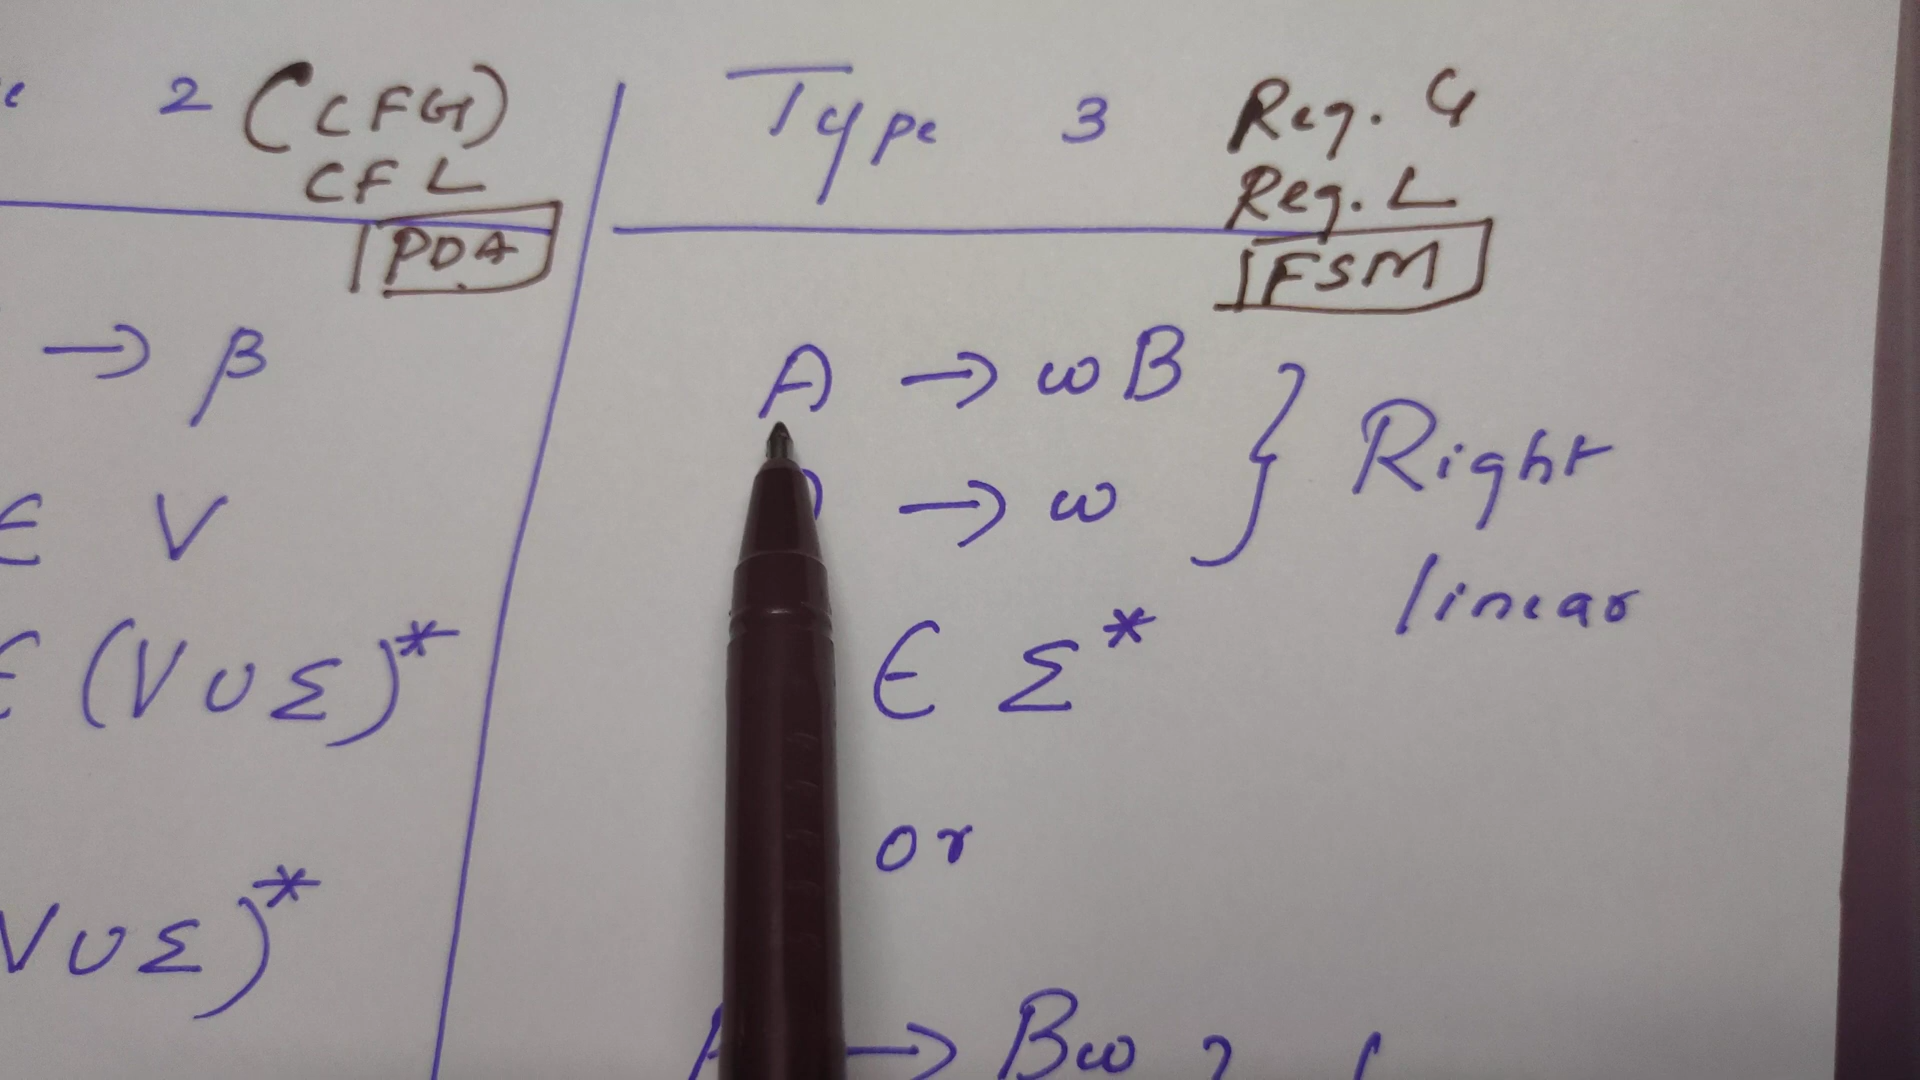 2 (CFG)
CFL
PDA
→ β
∈ V
∈ (V ∪ Σ)*
V ∪ Σ)*
Type 3 Reg. G
Reg. L
FSM
A → ωB
→ ω
} Right
linear
∈ Σ*
or
→ Bω